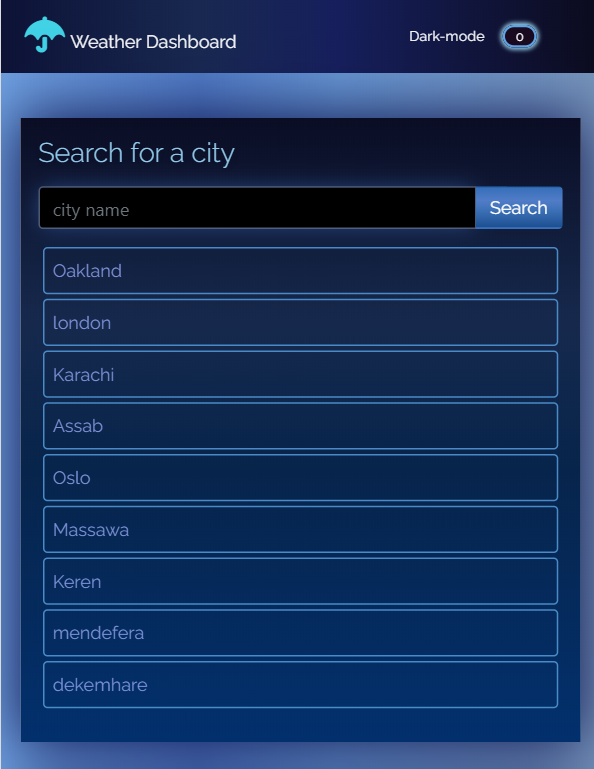 Weather Dashboard
Dark-mode
0
Search for a city
city name
Search
Oakland
london
Karachi
Assab
Oslo
Massawa
Keren
mendefera
dekemhare